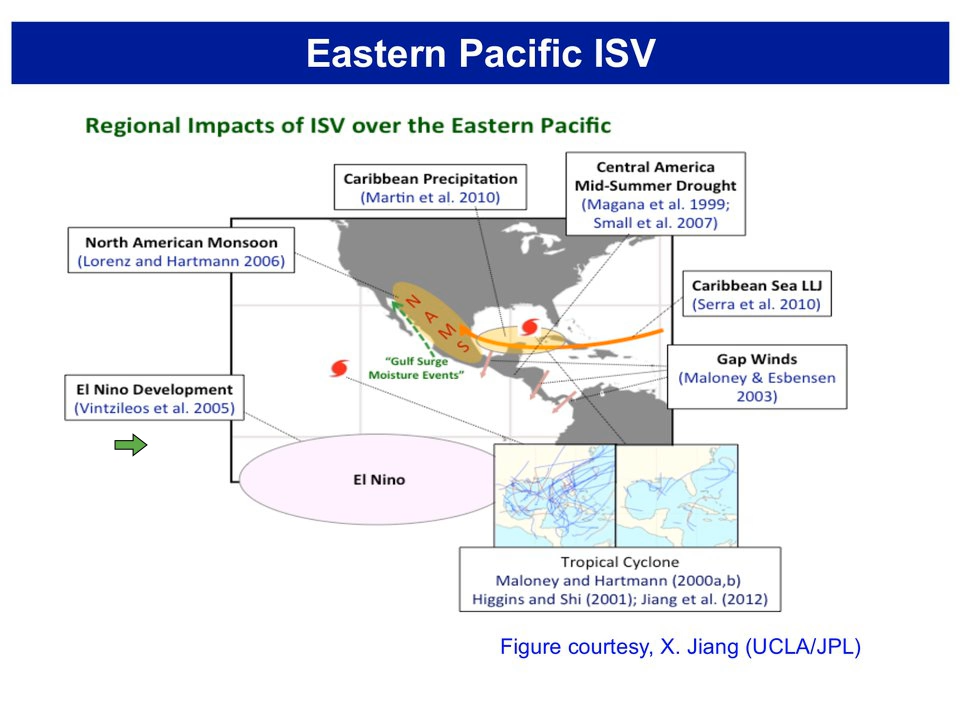 Eastern Pacific ISV
Regional Impacts of ISV over the Eastern Pacific
Caribbean Precipitation
(Martin et al. 2010)
Central America
Mid-Summer Drought
(Magana et al. 1999;
Small et al. 2007)
North American Monsoon
(Lorenz and Hartmann 2006)
Caribbean Sea LLJ
(Serra et al. 2010)
N
A
M
S
"Gulf Surge
Moisture Events"
Gap Winds
(Maloney & Esbensen
2003)
El Nino Development
(Vintzileos et al. 2005)
El Nino
Tropical Cyclone
Maloney and Hartmann (2000a,b)
Higgins and Shi (2001); Jiang et al. (2012)
Figure courtesy, X. Jiang (UCLA/JPL)